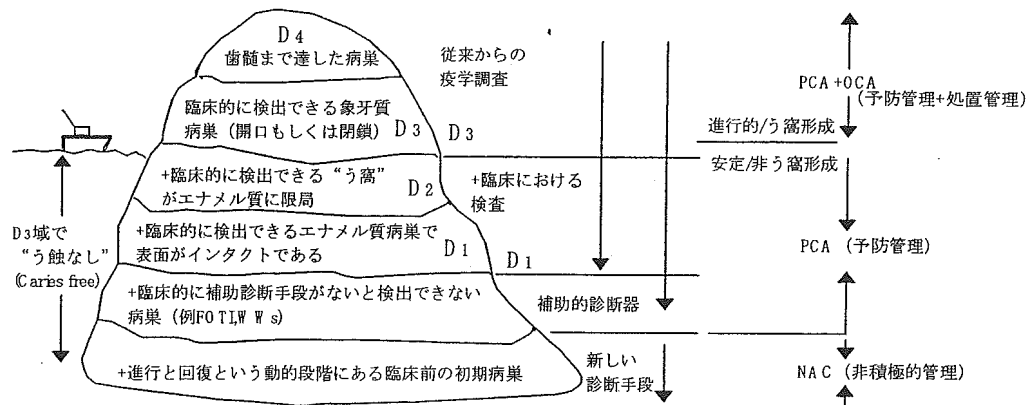 D4
歯髄まで達した病巣
従来からの
疫学調査
臨床的に検出できる象牙質
病巣（開口もしくは閉鎖）
D3
D3
+臨床的に検出できる“う窩”
がエナメル質に限局
D2
+臨床における
検査
+臨床的に検出できるエナメル質病巣で
表面がインタクトである
D1
D1
+臨床的に補助診断手段がないと検出できない
病巣（例FOTI,WWs）
補助的診断器
+進行と回復という動的段階にある臨床前の初期病巣
新しい
診断手段
D3域で
“う蝕なし”
(Caries free)
PCA+OCA
(予防管理+処置管理)
進行的/う窩形成
安定/非う窩形成
PCA (予防管理)
NAC (非積極的管理)